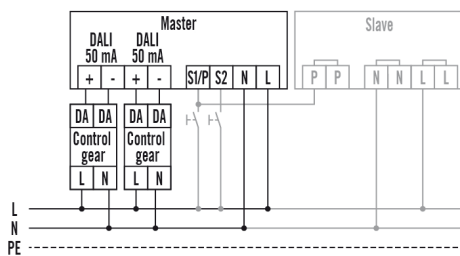 Master
Slave
DALI DALI
50 mA 50 mA
+ - + - S1/P S2 N L P P N N L L
DA DA DA DA
Control Control
gear gear
L N L N
L
N
PE